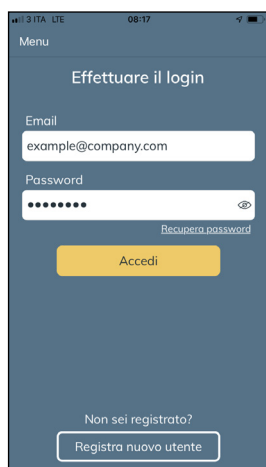 3 ITA LTE 08:17
Menu
Effettuare il login
Email
example@company.com
Password
••••••••
Recupera password
Accedi
Non sei registrato?
Registra nuovo utente